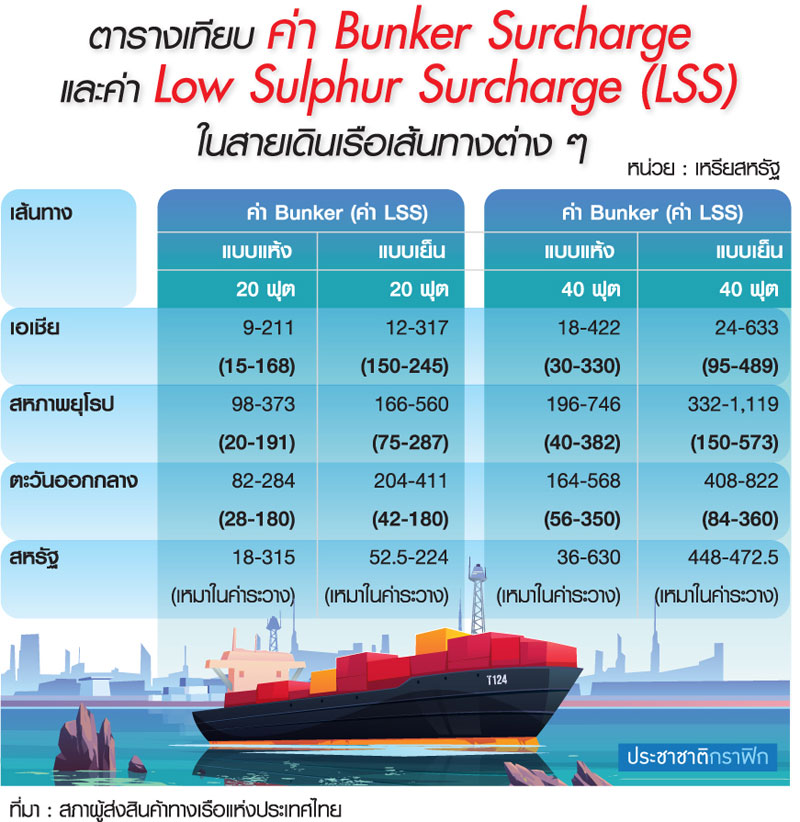 ตารางเทียบ ค่า Bunker Surcharge
และค่า Low Sulphur Surcharge (LSS)
ในสายเดินเรือเส้นทางต่าง ๆ
หน่วย : เหรียสหรัฐ
เส้นทาง ค่า Bunker (ค่า LSS) ค่า Bunker (ค่า LSS)
แบบแห้ง แบบเย็น แบบแห้ง แบบเย็น
20 ฟุต 20 ฟุต 40 ฟุต 40 ฟุต
เอเชีย 9-211 12-317 18-422 24-633
(15-168) (150-245) (30-330) (95-489)
สหภาพยุโรป 98-373 166-560 196-746 332-1,119
(20-191) (75-287) (40-382) (150-573)
ตะวันออกกลาง 82-284 204-411 164-568 408-822
(28-180) (42-180) (56-350) (84-360)
สหรัฐ 18-315 52.5-224 36-630 448-472.5
(เหมาในค่าระวาง) (เหมาในค่าระวาง) (เหมาในค่าระวาง) (เหมาในค่าระวาง)
T124
ประชาชาติกราฟิก
ที่มา : สภาผู้ส่งสินค้าทางเรือแห่งประเทศไทย